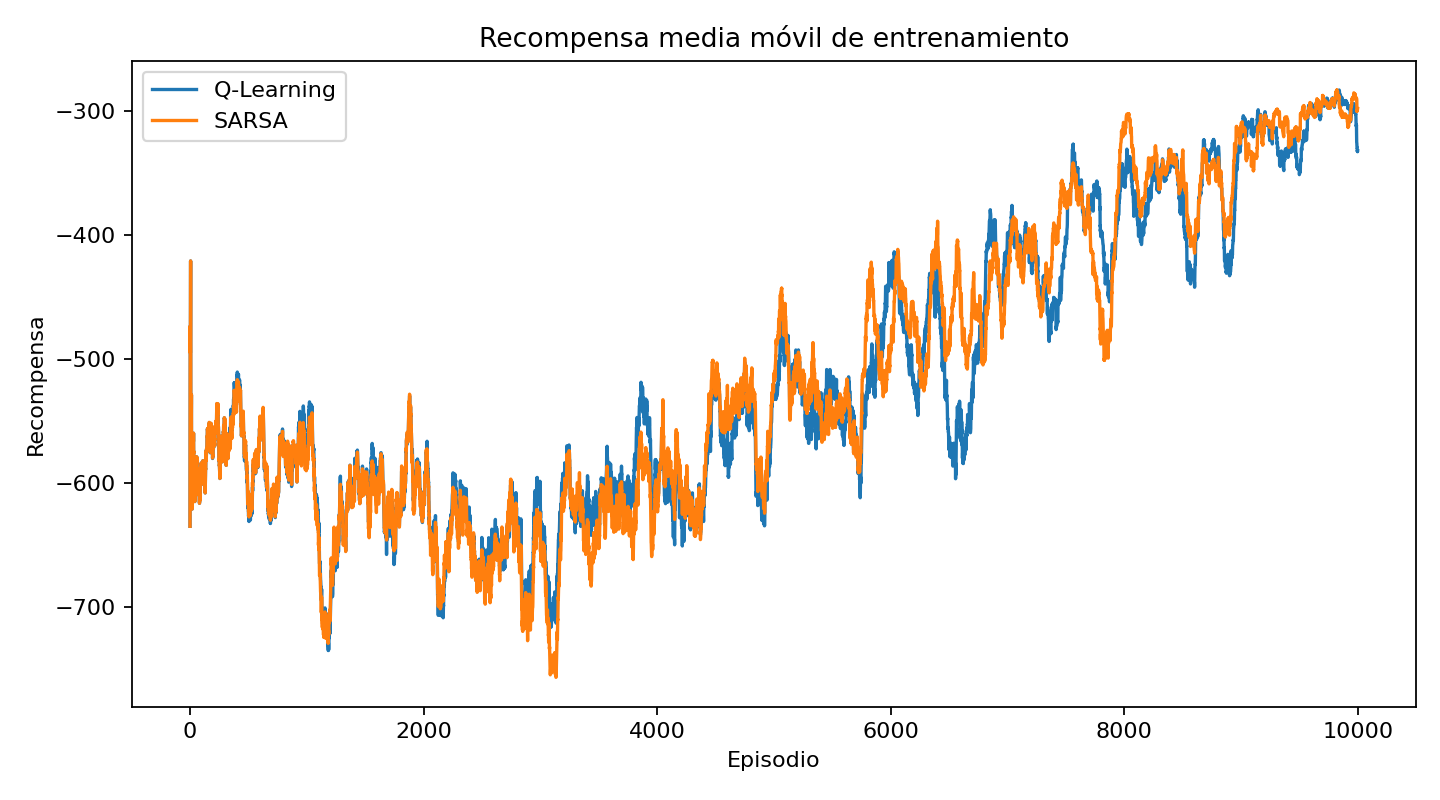 Recompensa media móvil de entrenamiento
Q-Learning
SARSA
Recompensa
−300
−400
−500
−600
−700
0
2000
4000
6000
8000
10000
Episodio